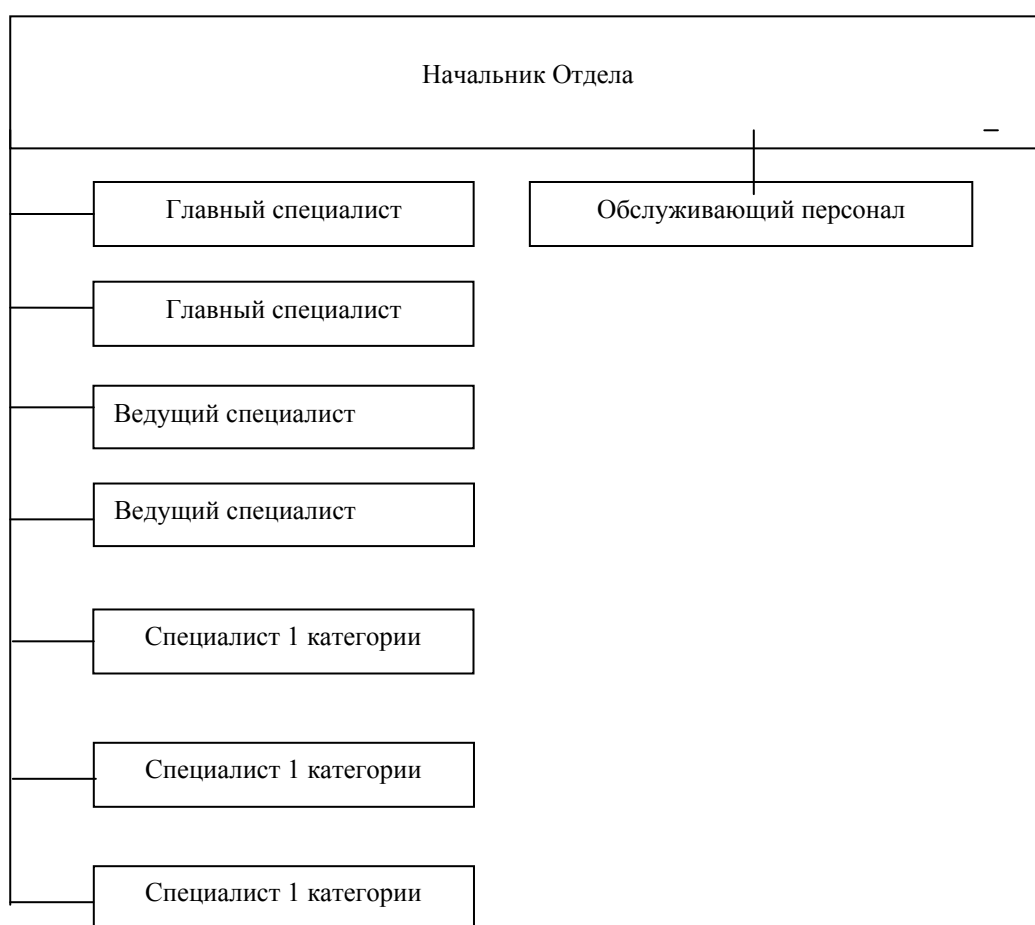 Начальник Отдела
Главный специалист
Обслуживающий персонал
Главный специалист
Ведущий специалист
Ведущий специалист
Специалист 1 категории
Специалист 1 категории
Специалист 1 категории